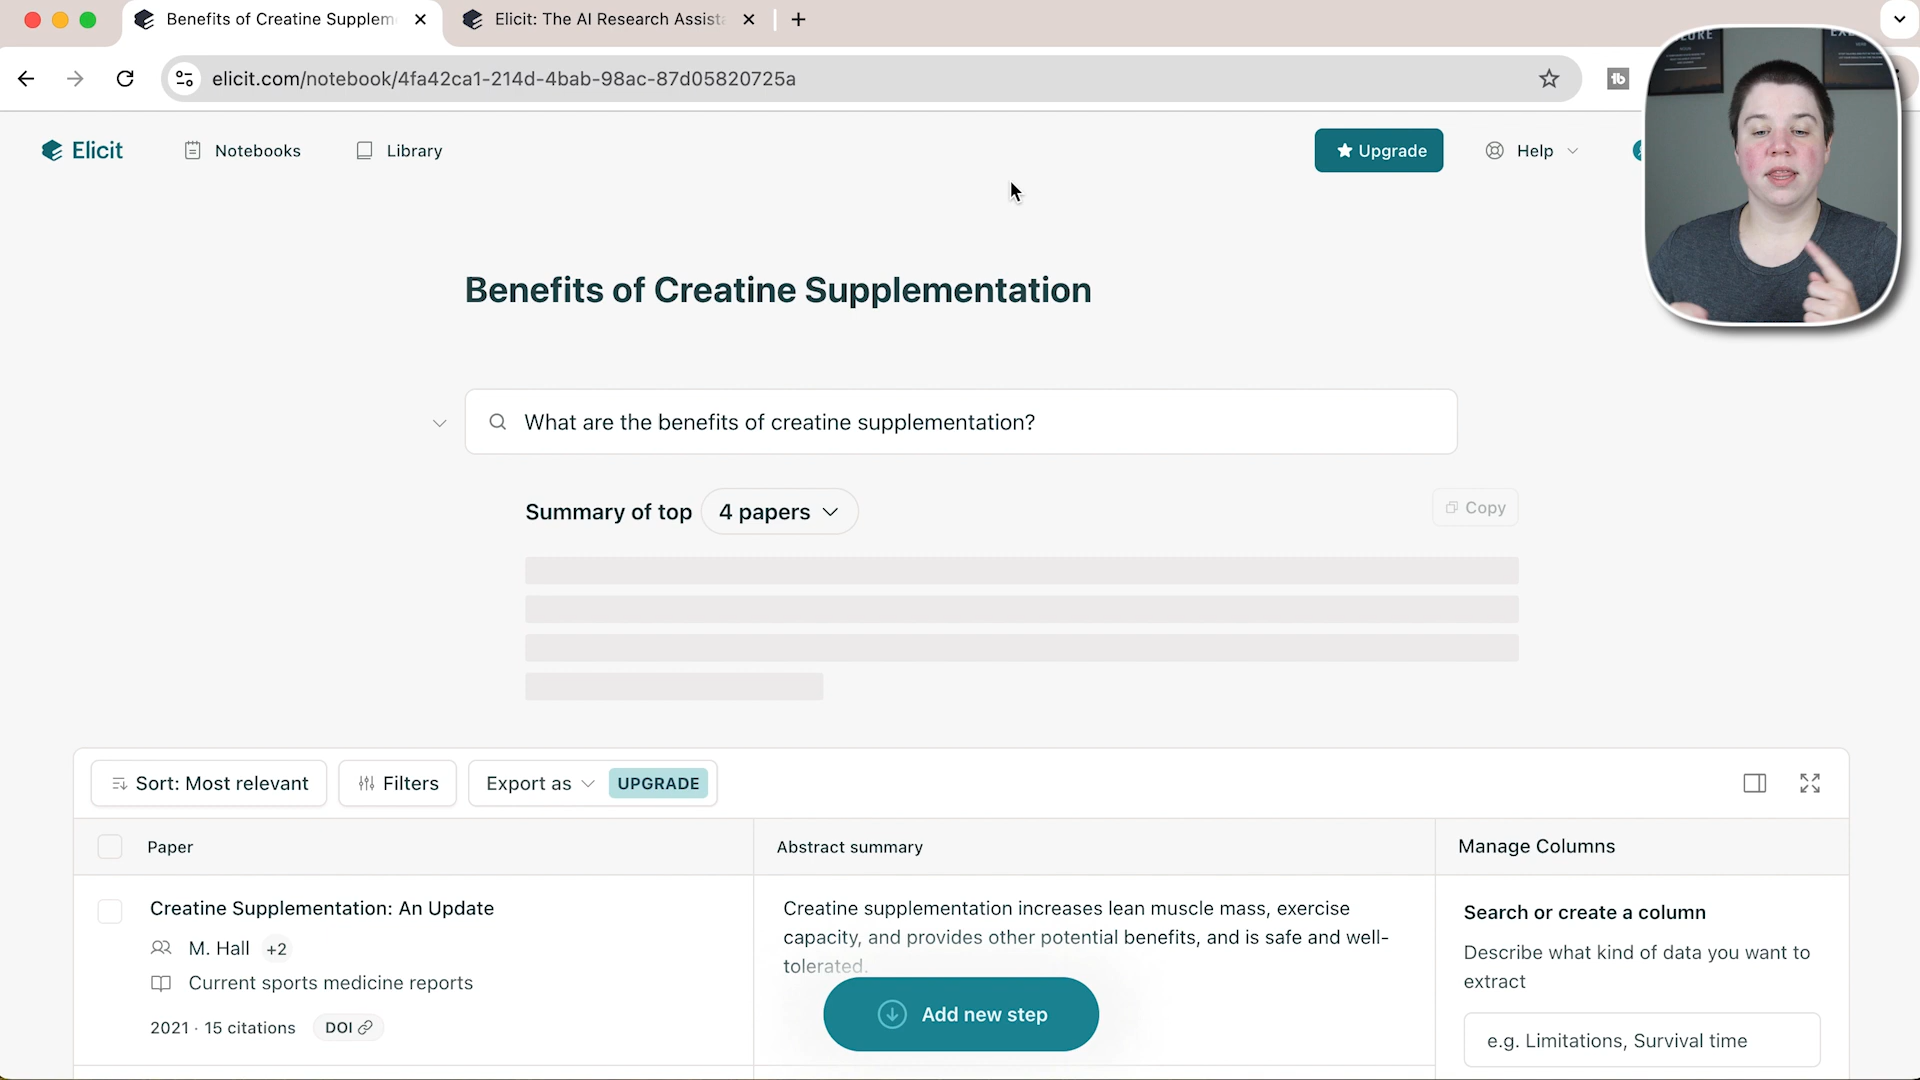 Benefits of Creatine Supplem
Elicit: The AI Research Assista
elicit.com/notebook/4fa42ca1-214d-4bab-98ac-87d05820725a
Elicit
Notebooks
Library
Upgrade
Help
Benefits of Creatine Supplementation
What are the benefits of creatine supplementation?
Summary of top
4 papers
Copy
Sort: Most relevant
Filters
Export as
UPGRADE
Paper
Abstract summary
Manage Columns
Creatine Supplementation: An Update
M. Hall
+2
Current sports medicine reports
2021 · 15 citations
DOI
Creatine supplementation increases lean muscle mass, exercise
capacity, and provides other potential benefits, and is safe and well-
tolerated.
Add new step
Search or create a column
Describe what kind of data you want to
extract
e.g. Limitations, Survival time